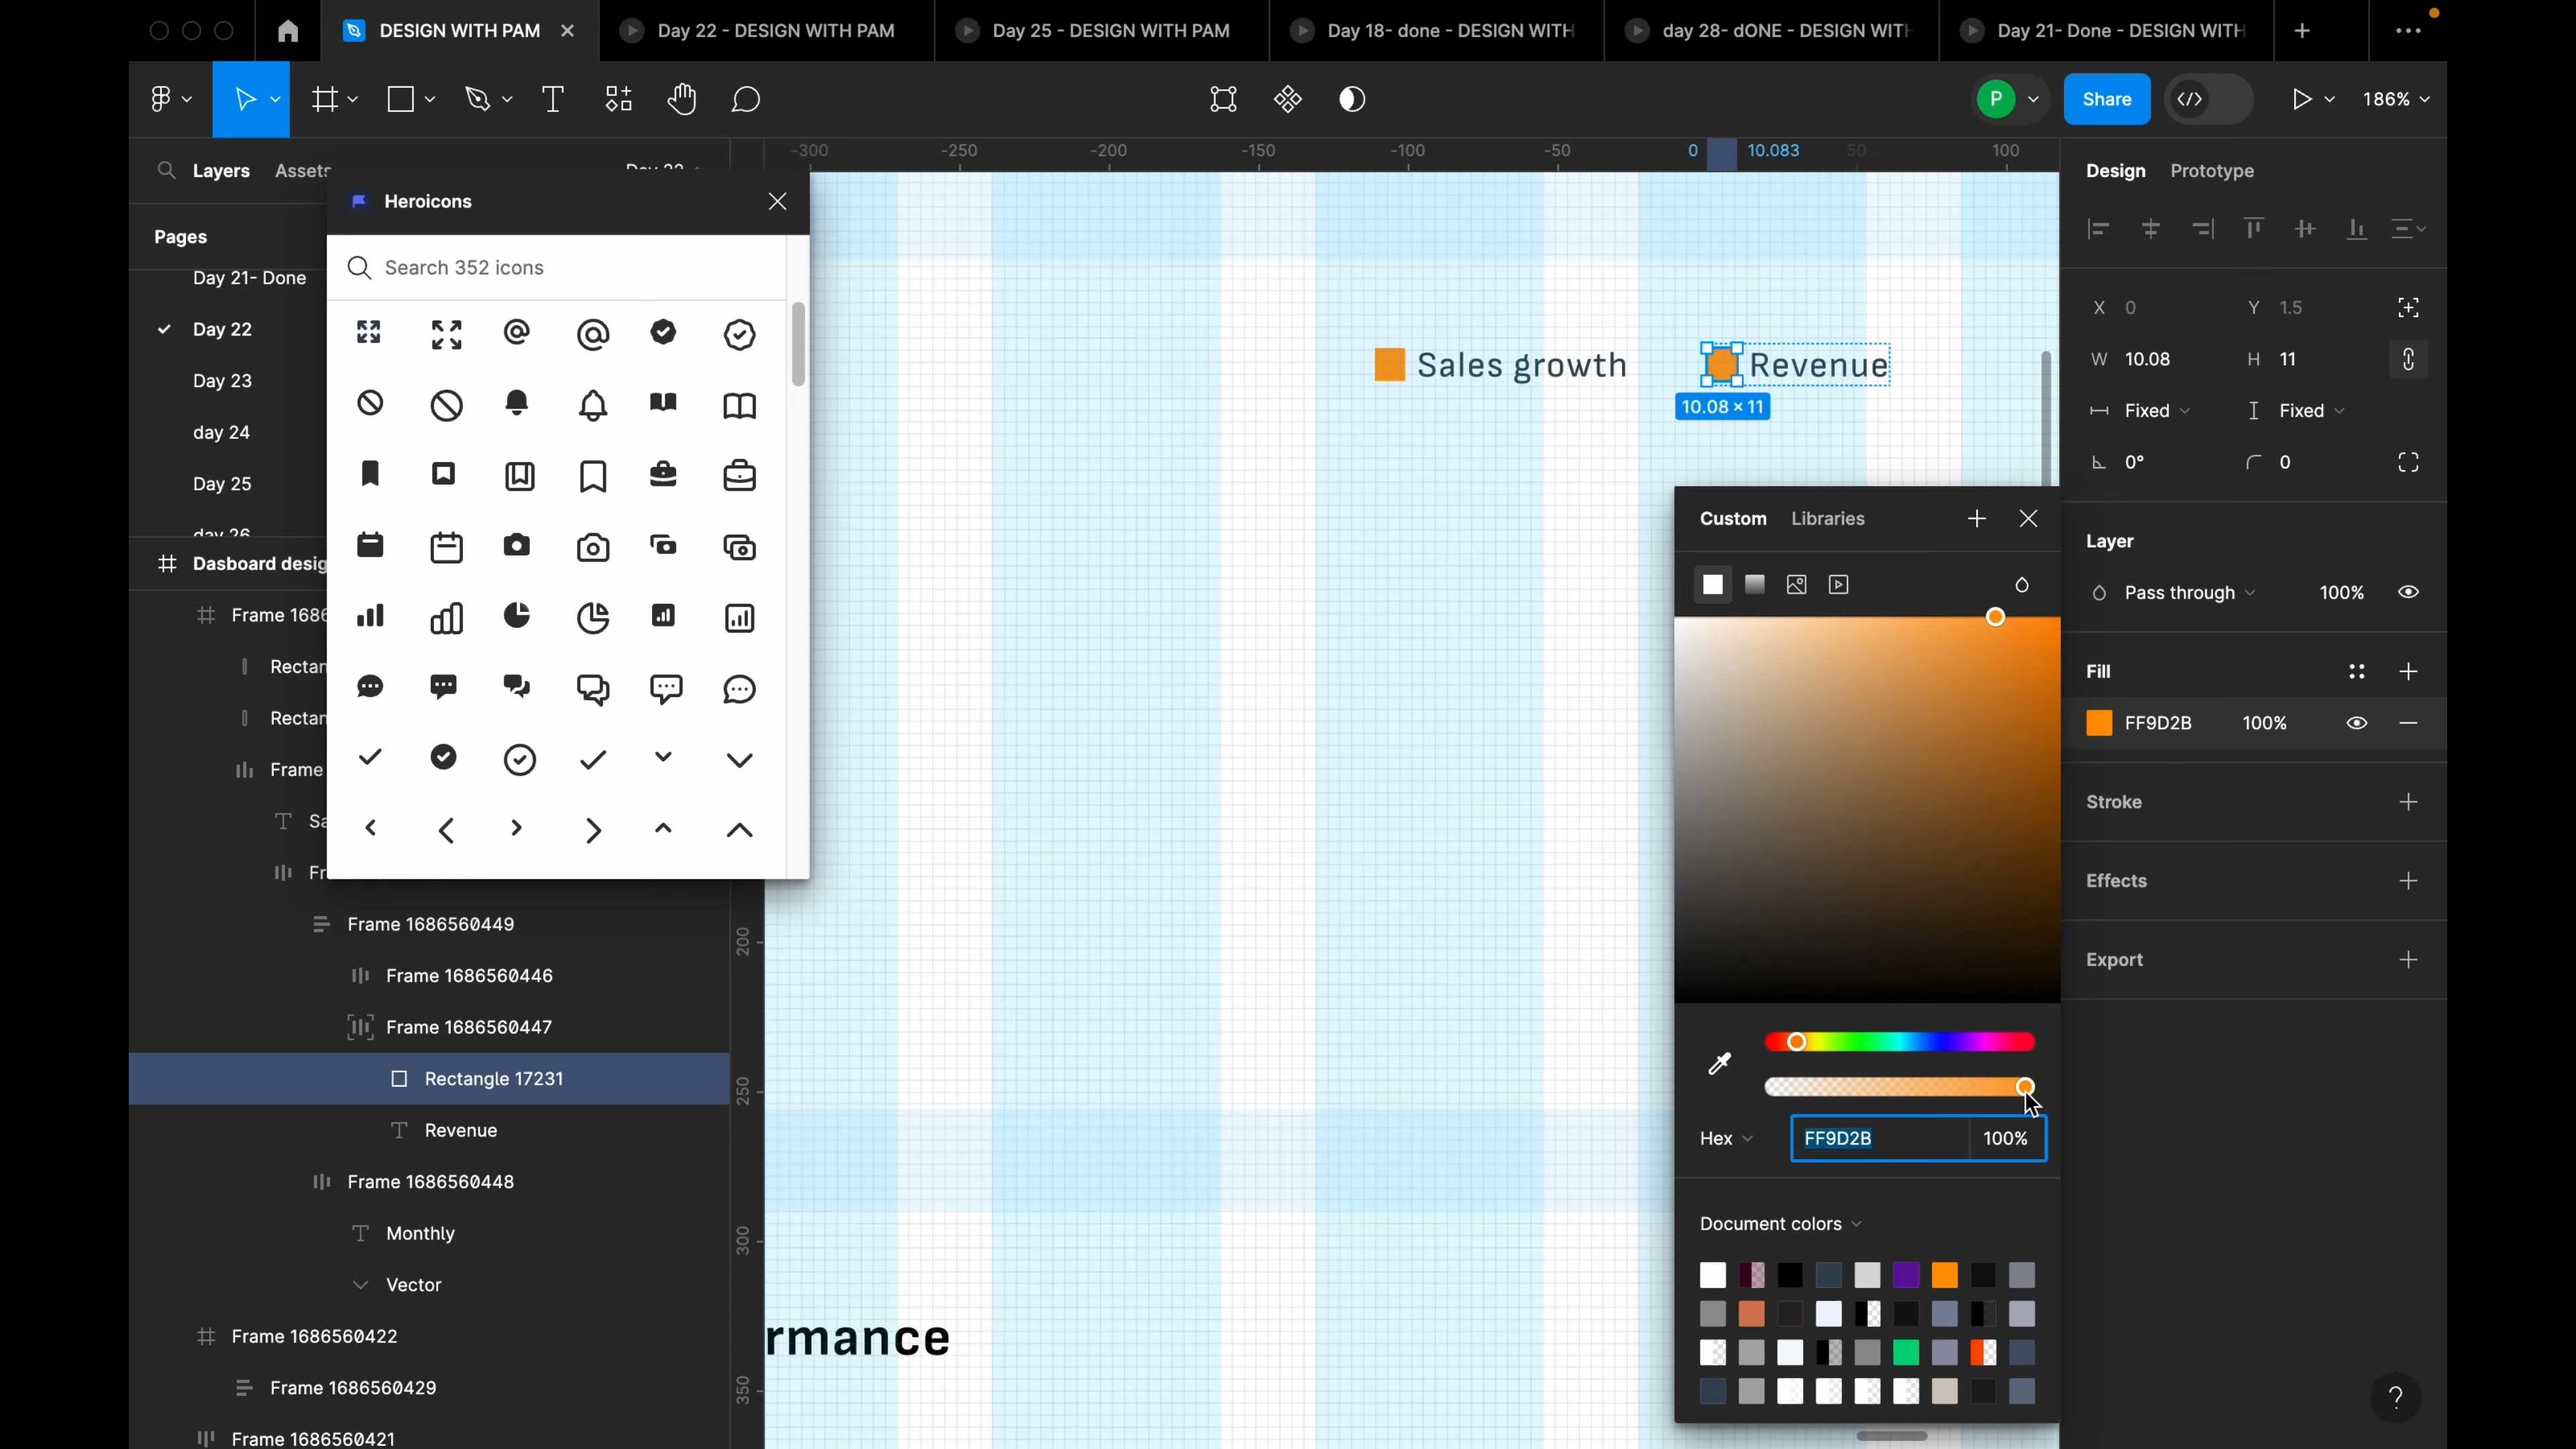 DESIGN WITH PAM
Day 22 - DESIGN WITH PAM
Day 25 - DESIGN WITH PAM
Day 18- done - DESIGN WITH
day 28- dONE - DESIGN WITH
Day 21- Done - DESIGN WITH
P
Share
186%
Layers
Assets
Pages
Day 21- Done
Day 22
Day 23
day 24
Day 25
day 26
Heroicons
Search 352 icons
Dasboard desig
Frame 1686
Rectan
Rectan
Frame
Sa
Fr
Frame 1686560449
Frame 1686560446
Frame 1686560447
Rectangle 17231
Revenue
Frame 1686560448
Monthly
Vector
Frame 1686560422
Frame 1686560429
Frame 1686560421
-300
-250
-200
-150
-100
-50
0
10.083
50
100
200
250
300
350
Sales growth
Revenue
10.08 × 11
rmance
Custom
Libraries
Hex
FF9D2B
100%
Document colors
Design
Prototype
X 0
Y 1.5
W 10.08
H 11
Fixed
Fixed
0°
0
Layer
Pass through
100%
Fill
FF9D2B
100%
Stroke
Effects
Export
?